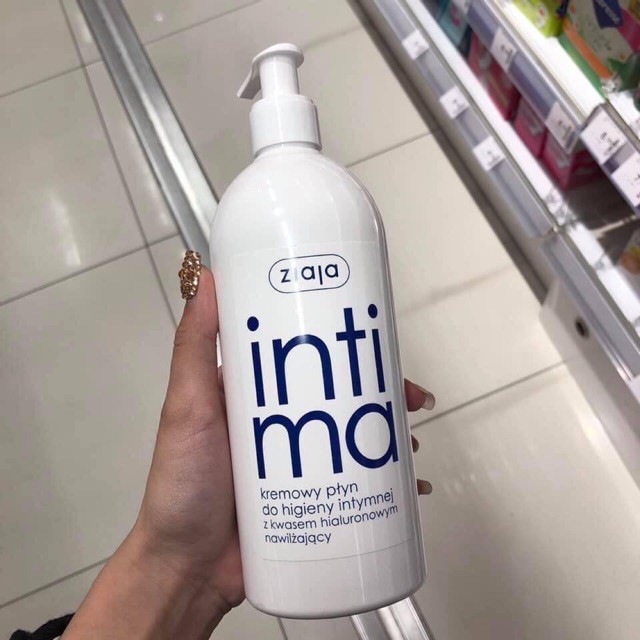 ziaja
inti
ma
kremowy płyn
do higieny intymnej
z kwasem hialuronowym
nawilżający